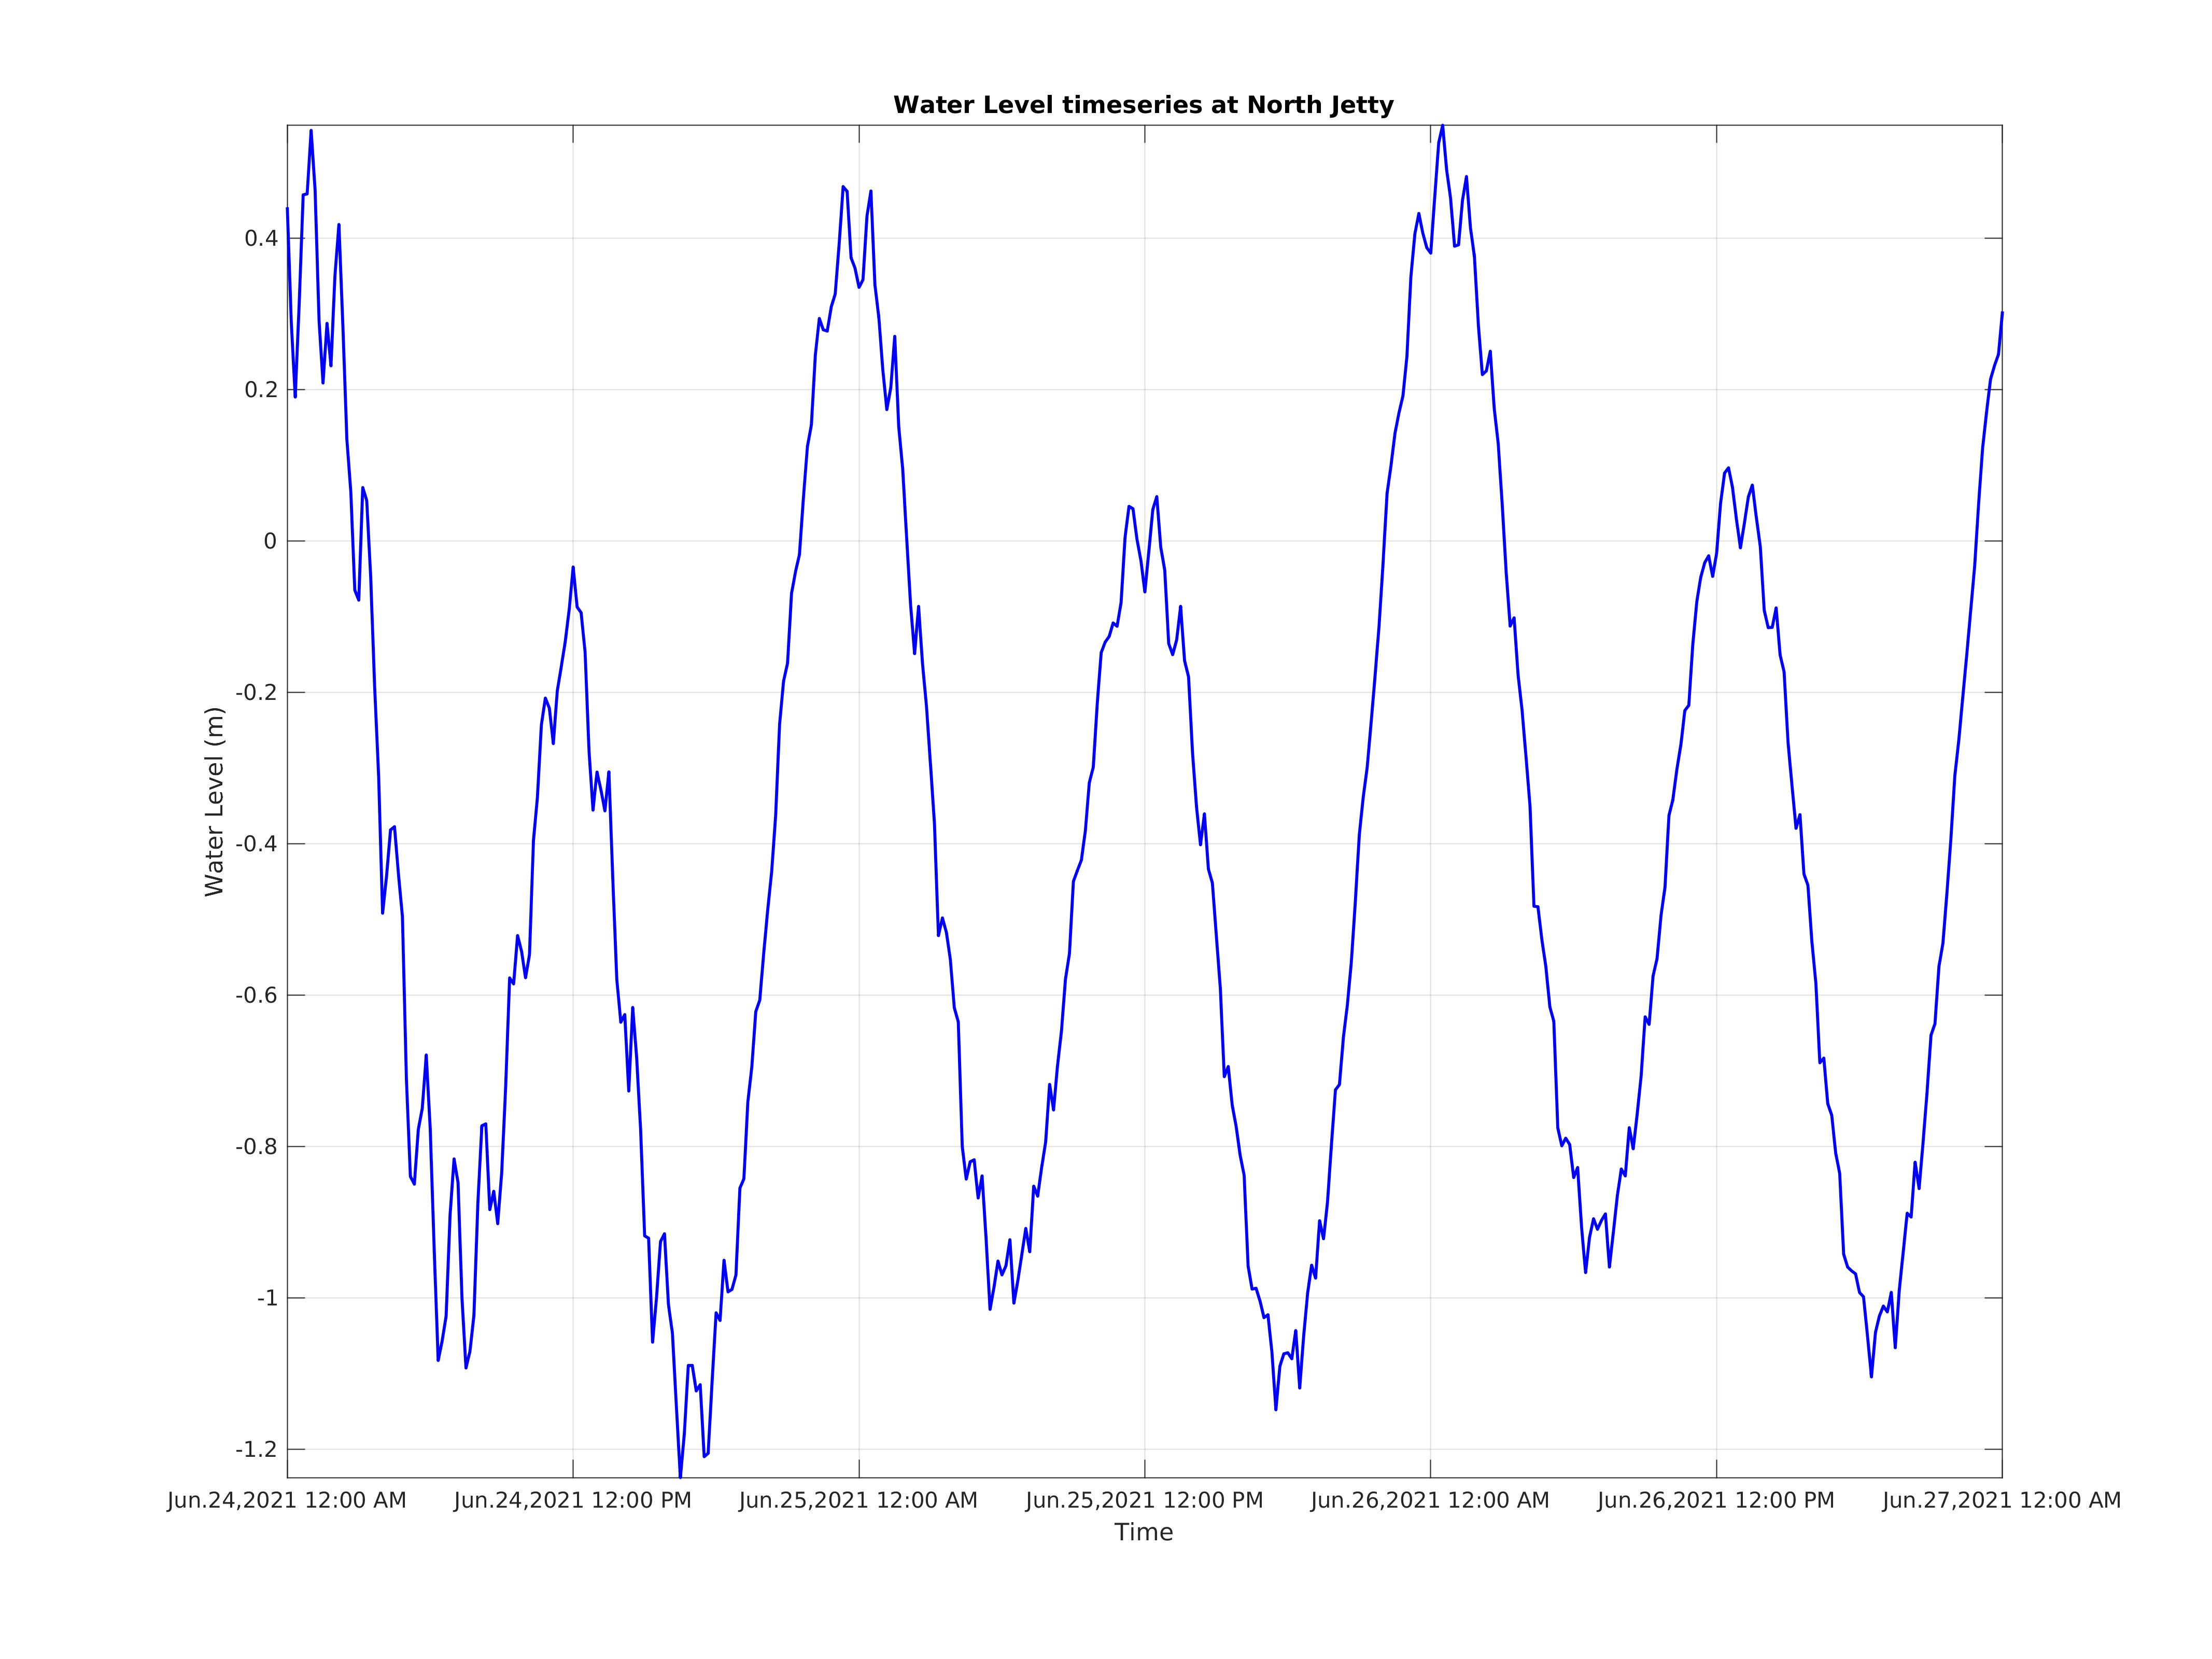 Water Level timeseries at North Jetty
Water Level (m)
0.4
0.2
0
-0.2
-0.4
-0.6
-0.8
-1
-1.2
Jun.24,2021 12:00 AM
Jun.24,2021 12:00 PM
Jun.25,2021 12:00 AM
Jun.25,2021 12:00 PM
Jun.26,2021 12:00 AM
Jun.26,2021 12:00 PM
Jun.27,2021 12:00 AM
Time